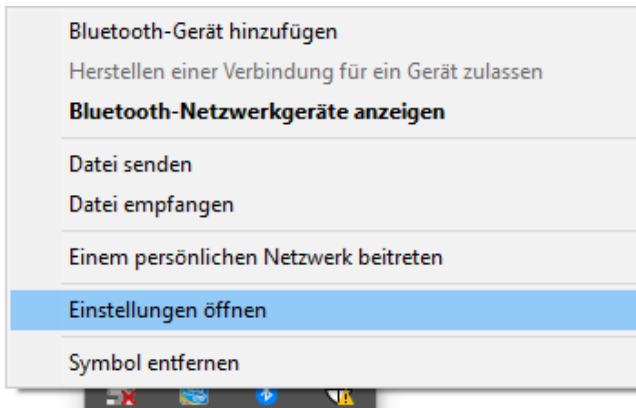 Bluetooth-Gerät hinzufügen
Herstellen einer Verbindung für ein Gerät zulassen
Bluetooth-Netzwerkgeräte anzeigen
Datei senden
Datei empfangen
Einem persönlichen Netzwerk beitreten
Einstellungen öffnen
Symbol entfernen